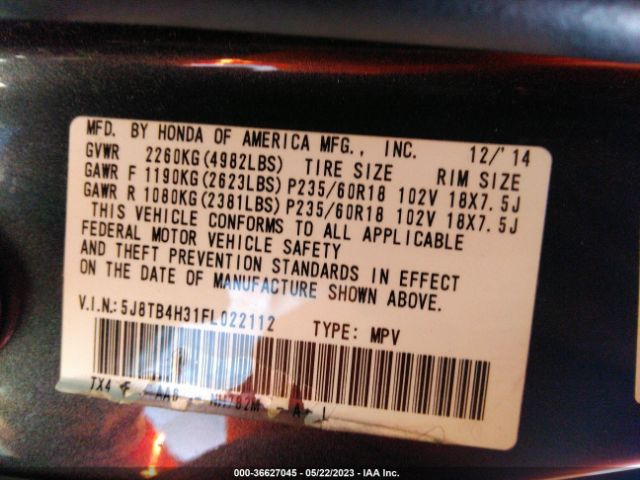 MFD. BY HONDA OF AMERICA MFG., INC. 12/'14
GVWR 2260KG(4982LBS) TIRE SIZE RIM SIZE
GAWR F 1190KG(2623LBS) P235/60R18 102V 18X7.5J
GAWR R 1080KG(2381LBS) P235/60R18 102V 18X7.5J
THIS VEHICLE CONFORMS TO ALL APPLICABLE
FEDERAL MOTOR VEHICLE SAFETY
AND THEFT PREVENTION STANDARDS IN EFFECT
ON THE DATE OF MANUFACTURE SHOWN ABOVE.
V.I.N.:5J8TB4H31FL022112 TYPE: MPV
TX4 AA6 NH782M - A - 
000-36627045 - 05/22/2023 - IAA Inc.